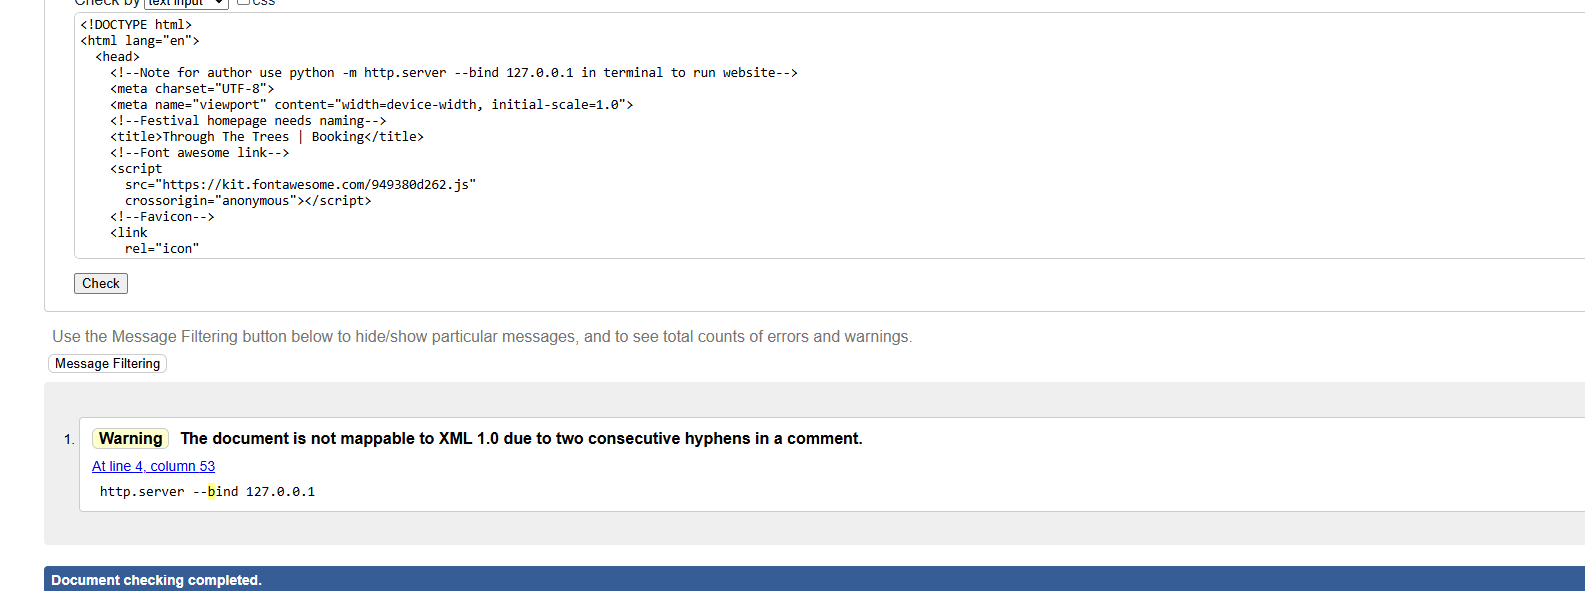 Check by text input CSS
<!DOCTYPE html>
<html lang="en">
<head>
<!--Note for author use python -m http.server --bind 127.0.0.1 in terminal to run website-->
<meta charset="UTF-8">
<meta name="viewport" content="width=device-width, initial-scale=1.0">
<!--Festival homepage needs naming-->
<title>Through The Trees | Booking</title>
<!--Font awesome link-->
<script
src="https://kit.fontawesome.com/949380d262.js"
crossorigin="anonymous"></script>
<!--Favicon-->
<link
rel="icon"
Check
Use the Message Filtering button below to hide/show particular messages, and to see total counts of errors and warnings.
Message Filtering
1. Warning The document is not mappable to XML 1.0 due to two consecutive hyphens in a comment.
At line 4, column 53
http.server --bind 127.0.0.1
Document checking completed.